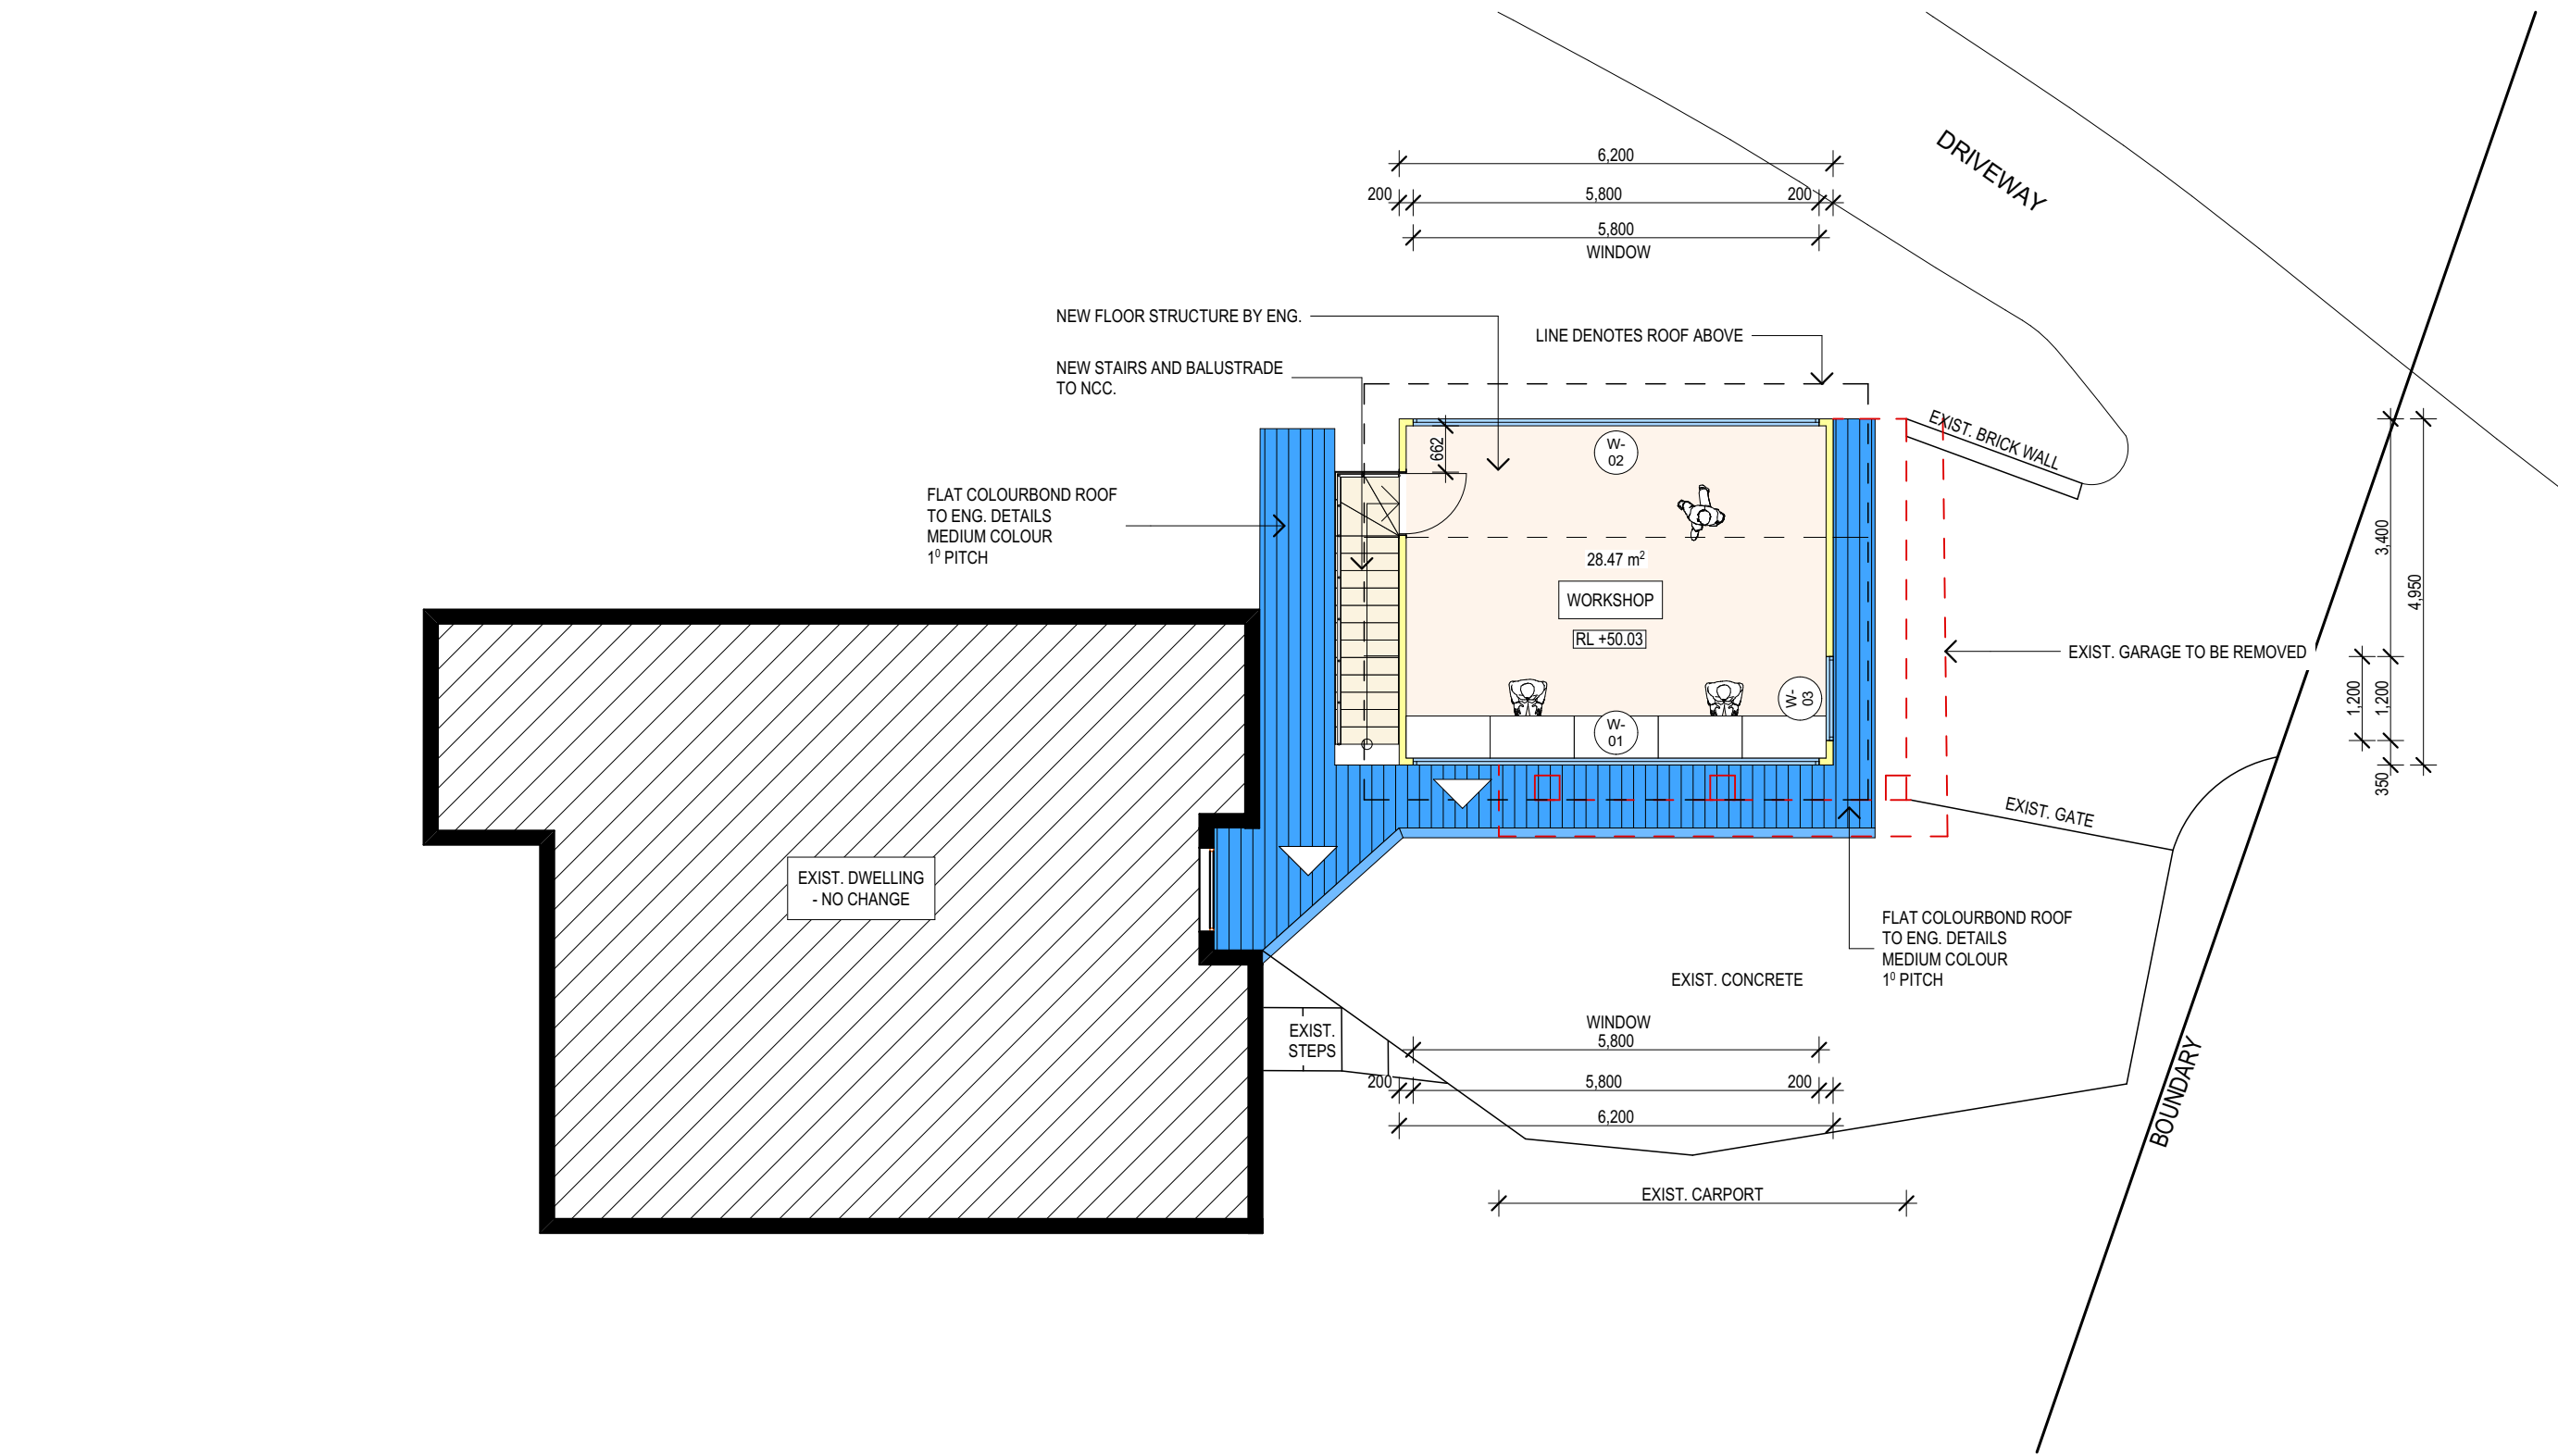 DRIVEWAY
6,200
200
5,800
200
5,800
WINDOW
NEW FLOOR STRUCTURE BY ENG.
LINE DENOTES ROOF ABOVE
NEW STAIRS AND BALUSTRADE
TO NCC.
EXIST. BRICK WALL
662
W-
02
FLAT COLOURBOND ROOF
TO ENG. DETAILS
MEDIUM COLOUR
1⁰ PITCH
28.47 m²
WORKSHOP
RL +50.03
3,400
4,950
EXIST. GARAGE TO BE REMOVED
1,200
1,200
350
W-
03
W-
01
EXIST. GATE
EXIST. DWELLING
- NO CHANGE
FLAT COLOURBOND ROOF
TO ENG. DETAILS
MEDIUM COLOUR
1⁰ PITCH
EXIST. CONCRETE
EXIST.
STEPS
WINDOW
5,800
200
5,800
200
6,200
BOUNDARY
EXIST. CARPORT